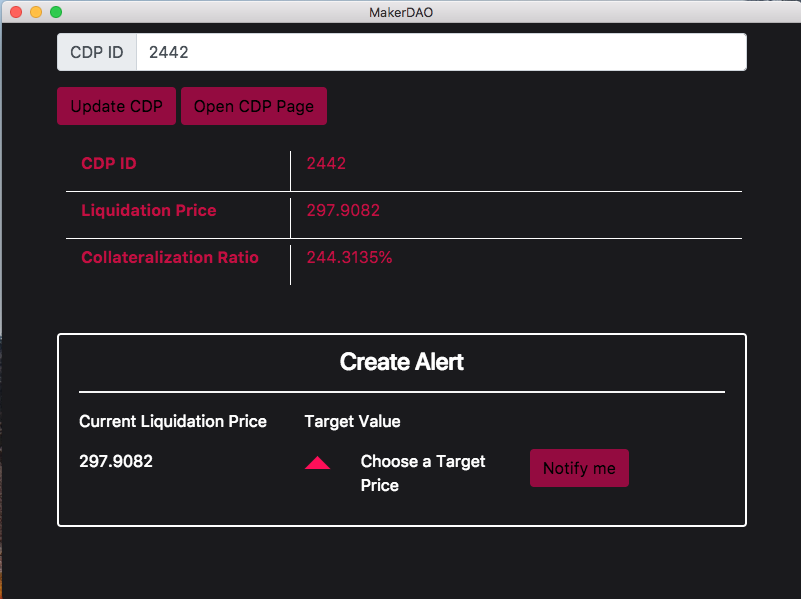 MakerDAO
CDP ID 2442
Update CDP Open CDP Page
CDP ID 2442
Liquidation Price 297.9082
Collateralization Ratio 244.3135%
Create Alert
Current Liquidation Price Target Value
297.9082 Choose a Target Notify me
Price